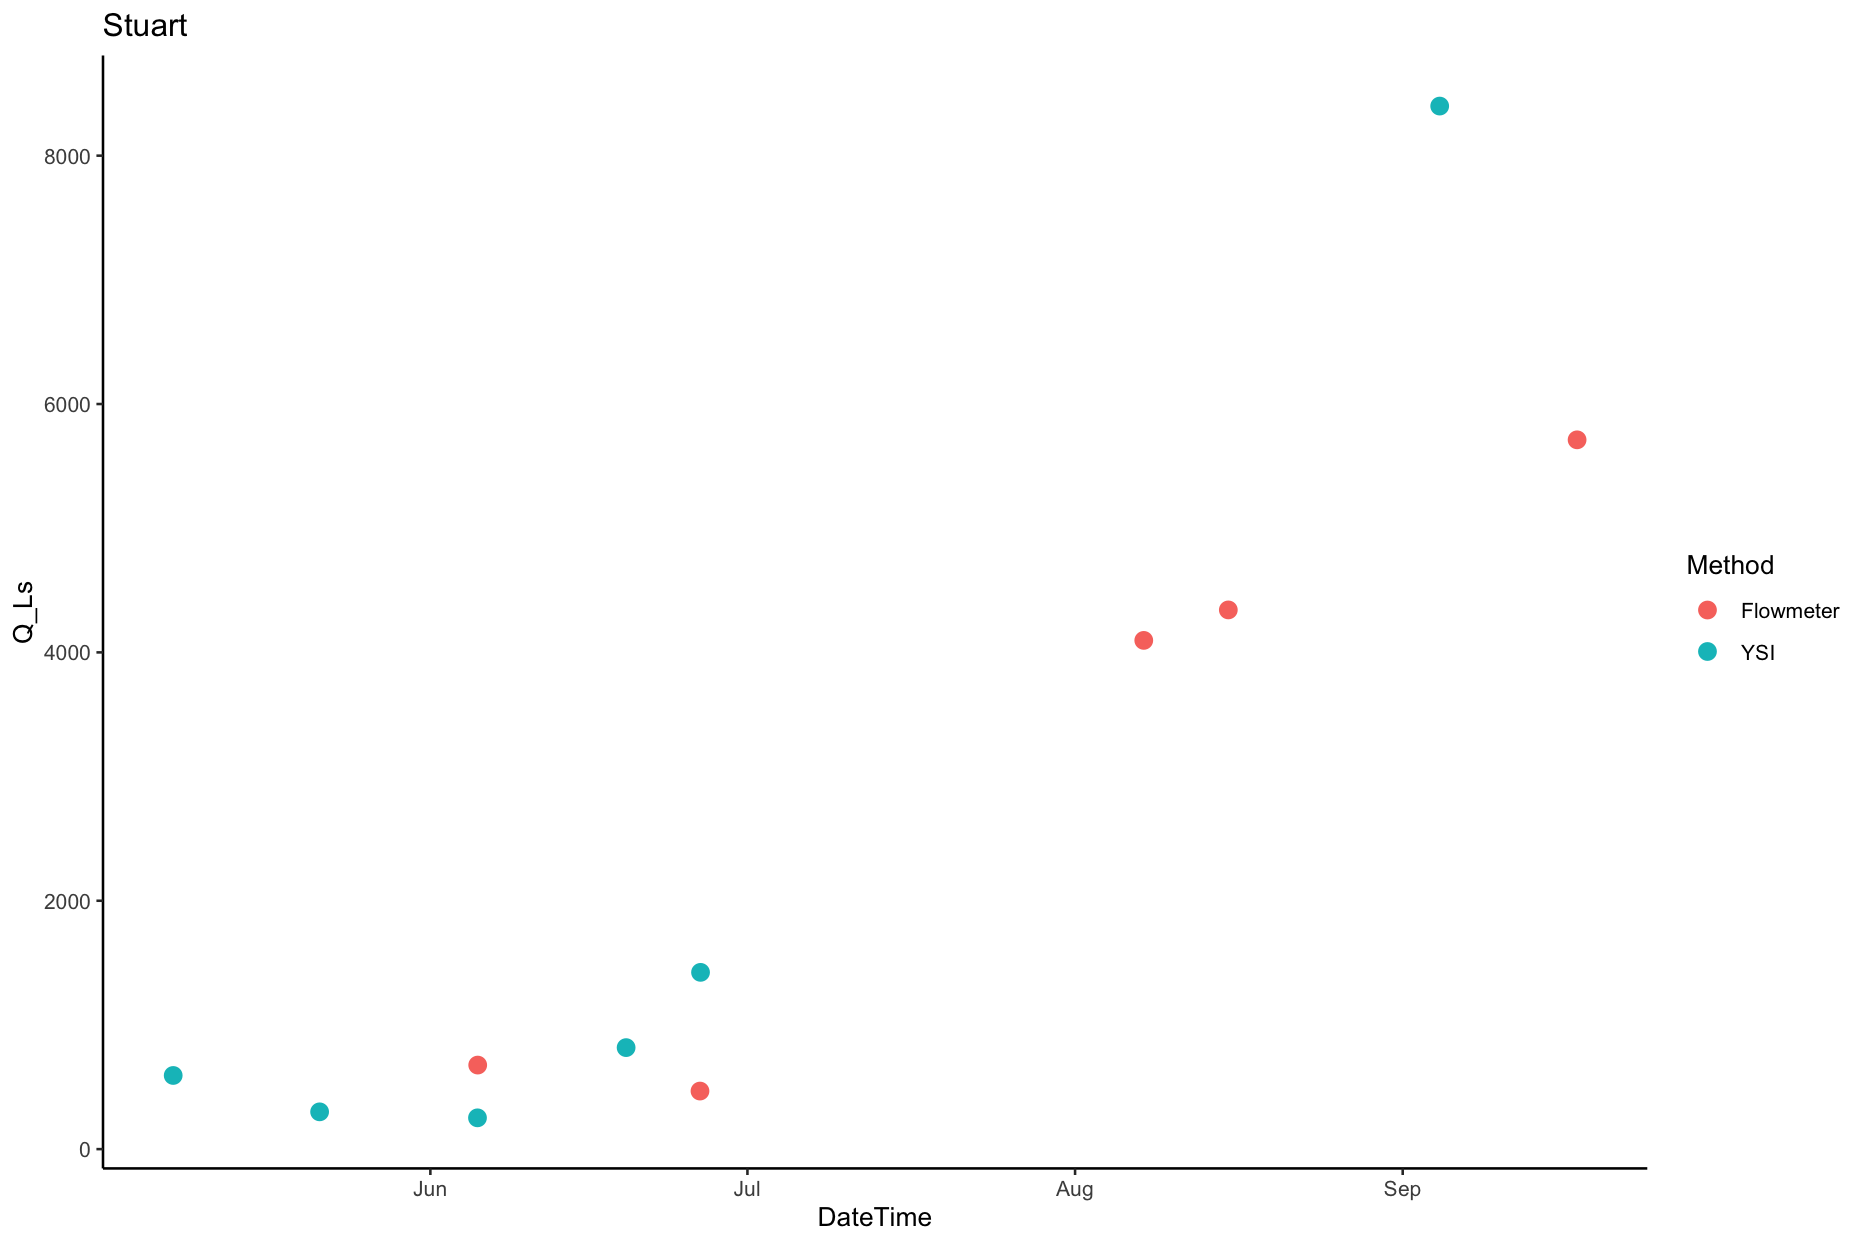 Stuart
8000
6000
4000
2000
0
Q_Ls
Jun Jul Aug Sep
DateTime
Method
Flowmeter
YSI